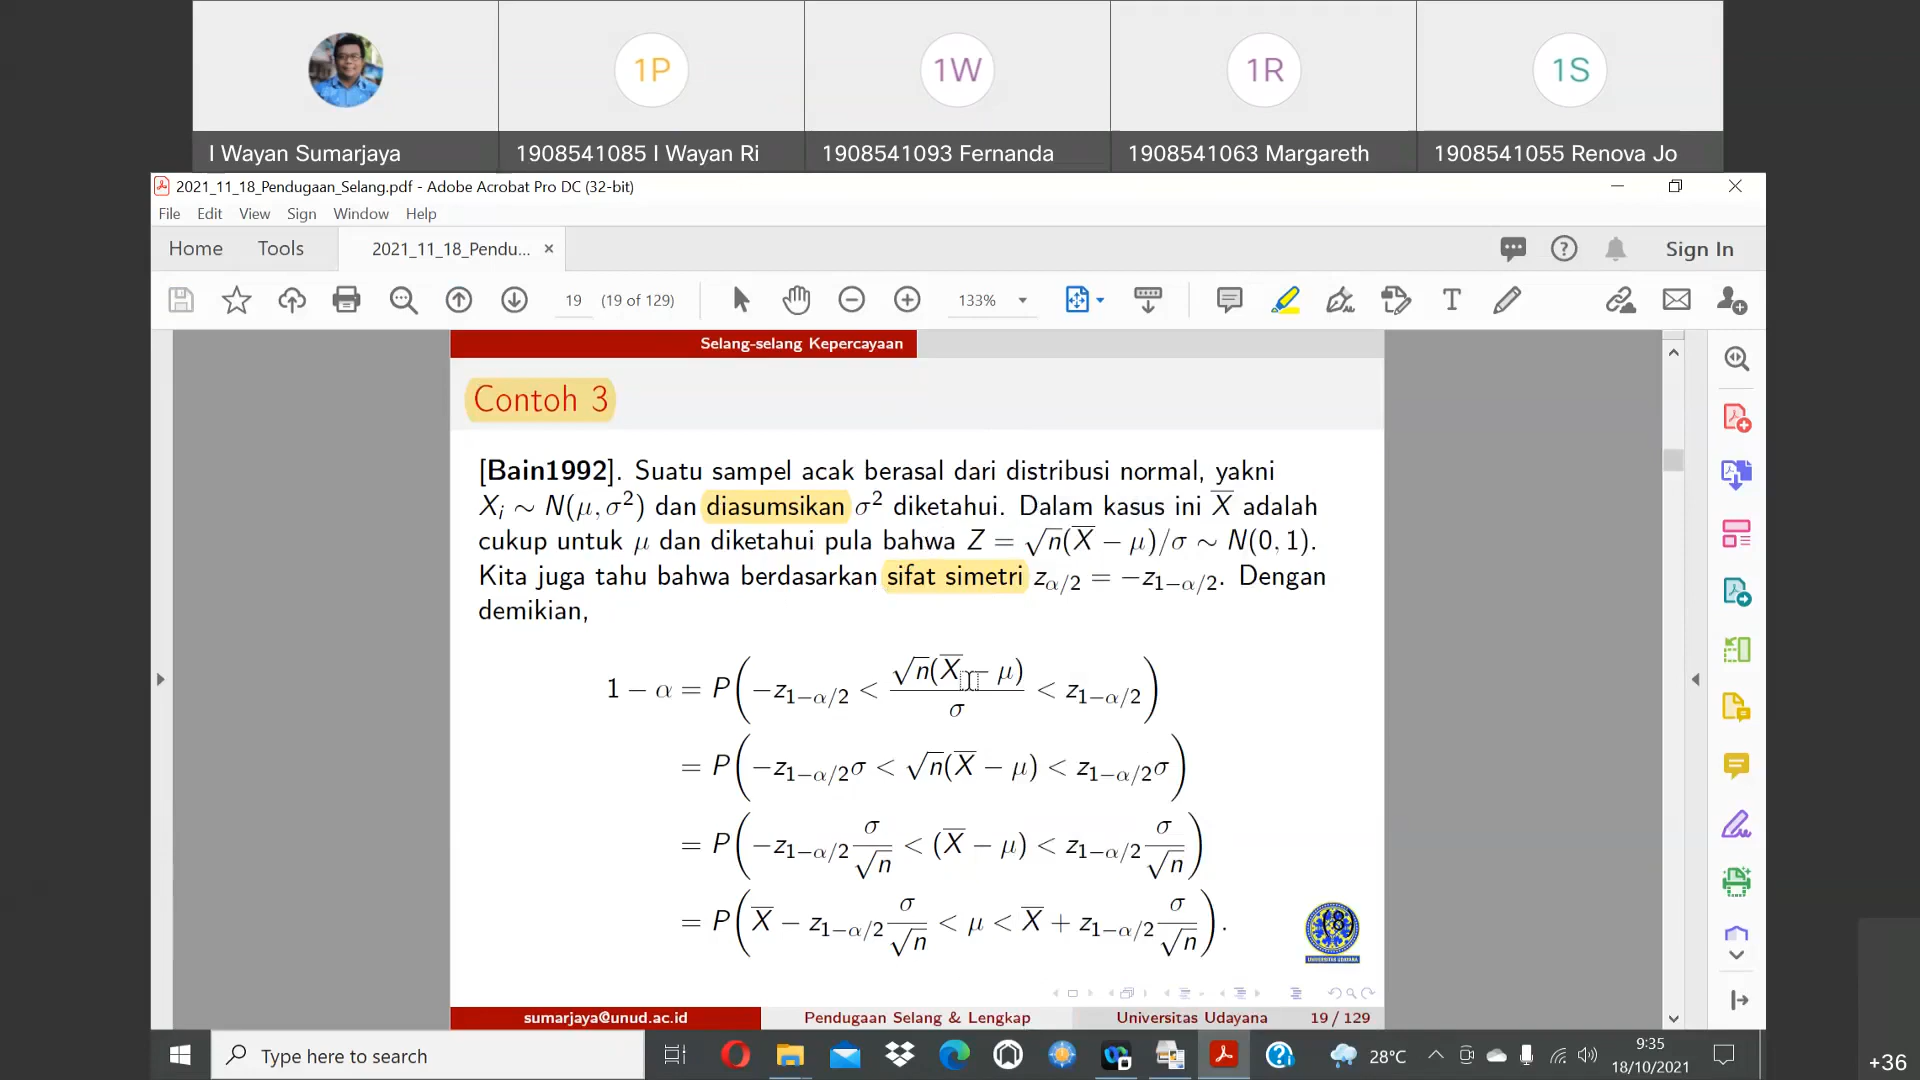 1P
1W
1R
1S
I Wayan Sumarjaya
1908541085 I Wayan Ri
1908541093 Fernanda
1908541063 Margareth
1908541055 Renova Jo
2021_11_18_Pendugaan_Selang.pdf - Adobe Acrobat Pro DC (32-bit)
File Edit View Sign Window Help
Home Tools 2021_11_18_Pendu... × Sign In
19 (19 of 129) 133%
Selang-selang Kepercayaan
Contoh 3
[Bain1992]. Suatu sampel acak berasal dari distribusi normal, yakni
Xᵢ ∼ N(μ, σ²) dan diasumsikan σ² diketahui. Dalam kasus ini X̅ adalah
cukup untuk μ dan diketahui pula bahwa Z = √n(X̅ − μ)/σ ∼ N(0, 1).
Kita juga tahu bahwa berdasarkan sifat simetri z_{α/2} = −z_{1−α/2}. Dengan
demikian,
1 − α = P(−z_{1−α/2} < √n(X̅ − μ)/σ < z_{1−α/2})
= P(−z_{1−α/2}σ < √n(X̅ − μ) < z_{1−α/2}σ)
= P(−z_{1−α/2} σ/√n < (X̅ − μ) < z_{1−α/2} σ/√n)
= P(X̅ − z_{1−α/2} σ/√n < μ < X̅ + z_{1−α/2} σ/√n).
(8)
UNIVERSITAS UDAYANA
sumarjaya@unud.ac.id Pendugaan Selang & Lengkap Universitas Udayana 19 / 129
Type here to search
28°C
9:35
18/10/2021
+36